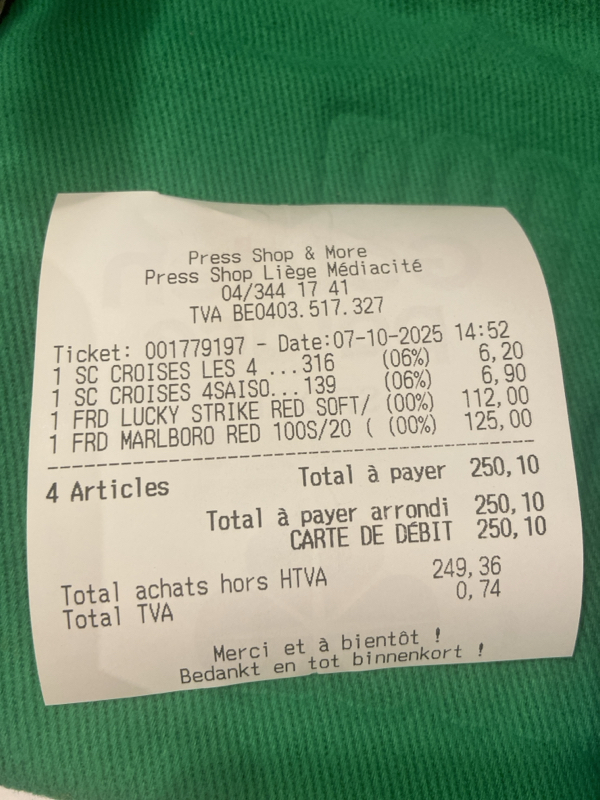 Press Shop & More
Press Shop Liège Médiacité
04/344 17 41
TVA BE0403.517.327
Ticket: 001779197 - Date:07-10-2025 14:52
1 SC CROISES LES 4 ...316 (06%) 6,20
1 SC CROISES 4SAISO...139 (06%) 6,90
1 FRD LUCKY STRIKE RED SOFT/ (00%) 112,00
1 FRD MARLBORO RED 100S/20 ( (00%) 125,00
4 Articles Total à payer 250,10
Total à payer arrondi 250,10
CARTE DE DÉBIT 250,10
Total achats hors HTVA 249,36
Total TVA 0,74
Merci et à bientôt !
Bedankt en tot binnenkort !